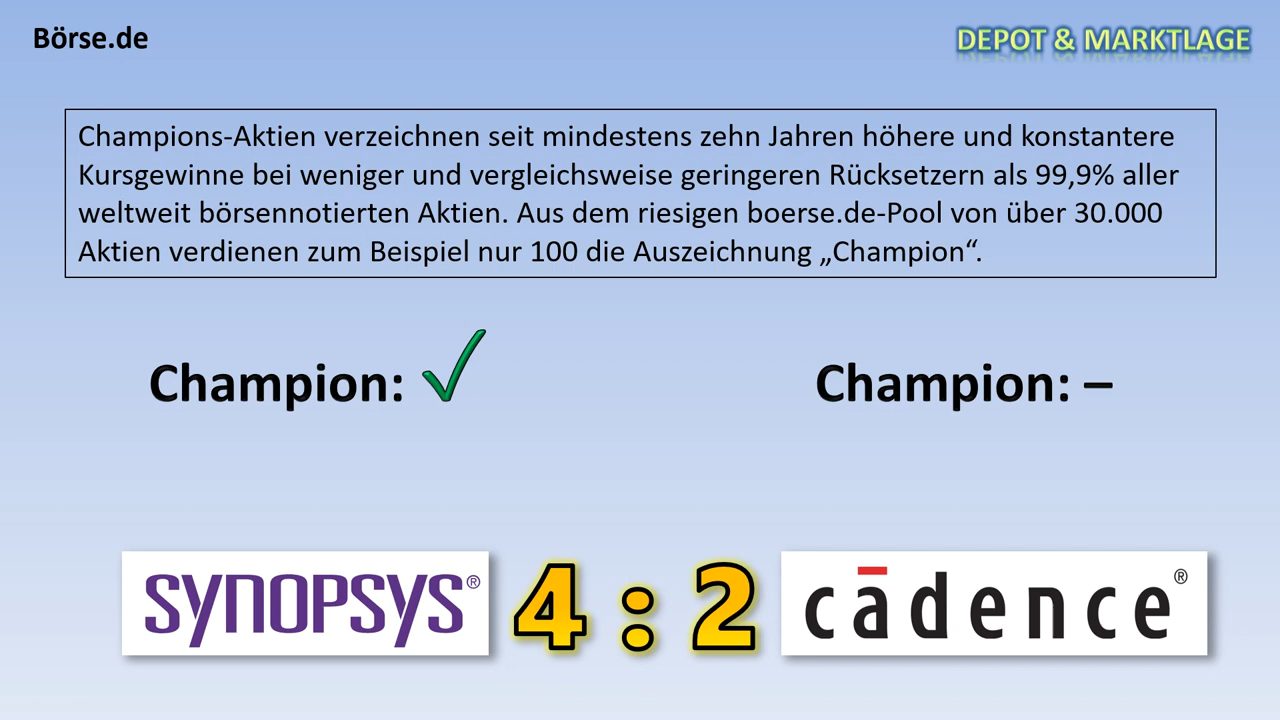 Börse.de
DEPOT & MARKTLAGE
Champions-Aktien verzeichnen seit mindestens zehn Jahren höhere und konstantere
Kursgewinne bei weniger und vergleichsweise geringeren Rücksetzern als 99,9% aller
weltweit börsennotierten Aktien. Aus dem riesigen boerse.de-Pool von über 30.000
Aktien verdienen zum Beispiel nur 100 die Auszeichnung „Champion“.
Champion: ✓
Champion: –
SYNOPSYS®
4 : 2
cādence®